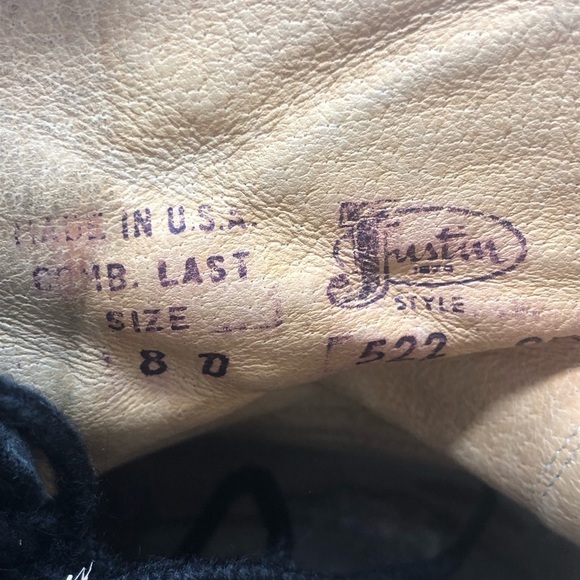 MADE IN U.S.A.
COMB. LAST
SIZE
8 D
Justin
1879
STYLE
522